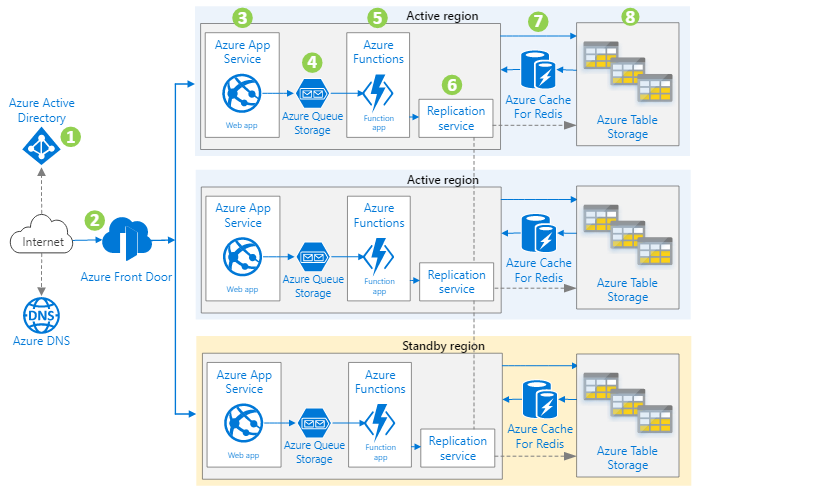 Active region
3
5
7
8
Azure App
Service
Web app
4
Azure Queue
Storage
Azure
Functions
Function
app
6
Replication
service
Azure Cache
For Redis
Azure Table
Storage
Azure Active
Directory
1
Internet
2
Azure Front Door
DNS
Azure DNS
Active region
Azure App
Service
Web app
Azure Queue
Storage
Azure
Functions
Function
app
Replication
service
Azure Cache
For Redis
Azure Table
Storage
Standby region
Azure App
Service
Web app
Azure Queue
Storage
Azure
Functions
Function
app
Replication
service
Azure Cache
For Redis
Azure Table
Storage